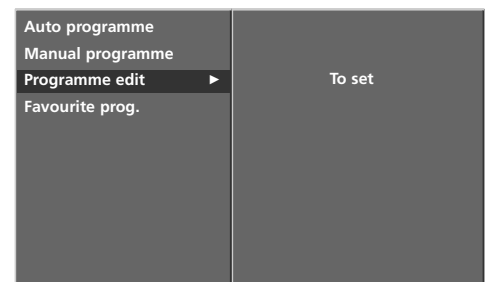 Auto programme
Manual programme
Programme edit ► To set
Favourite prog.